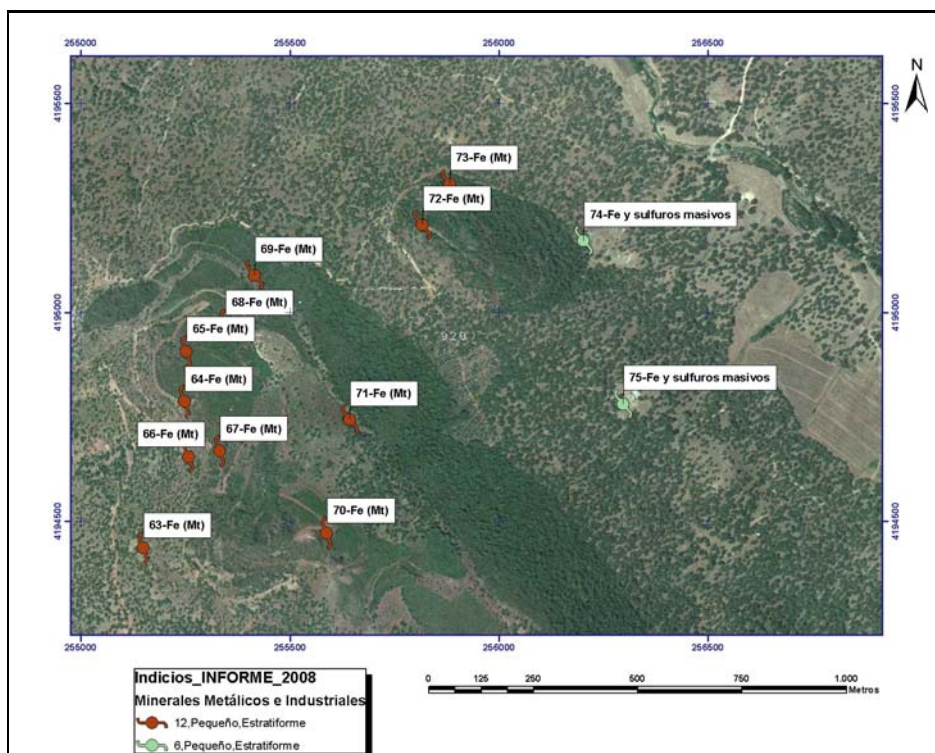 255000 255500 256000 256500
N
4195500 4195500
73-Fe (Mt)
72-Fe (Mt)
74-Fe y sulfuros masivos
69-Fe (Mt)
68-Fe (Mt)
4195000 4195000
65-Fe (Mt)
920
75-Fe y sulfuros masivos
64-Fe (Mt)
71-Fe (Mt)
66-Fe (Mt)
67-Fe (Mt)
63-Fe (Mt)
70-Fe (Mt)
4194500 4194500
255000 255500 256000 256500
Indicios_INFORME_2008
Minerales Metálicos e Industriales
12,Pequeño,Estratiforme
6,Pequeño,Estratiforme
0 125 250 500 750 1.000
Metros